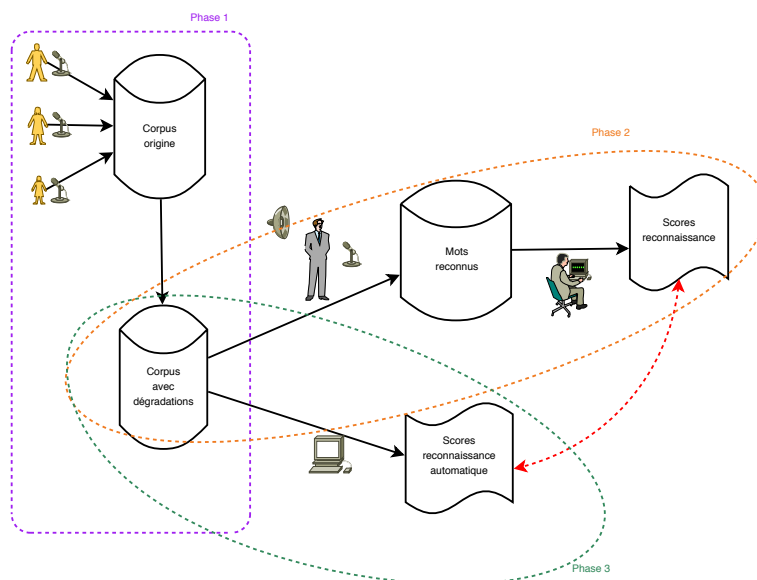 Phase 1
Corpus
origine
Phase 2
Scores
reconnaissance
Mots
reconnus
Corpus
avec
dégradations
Scores
reconnaissance
automatique
Phase 3